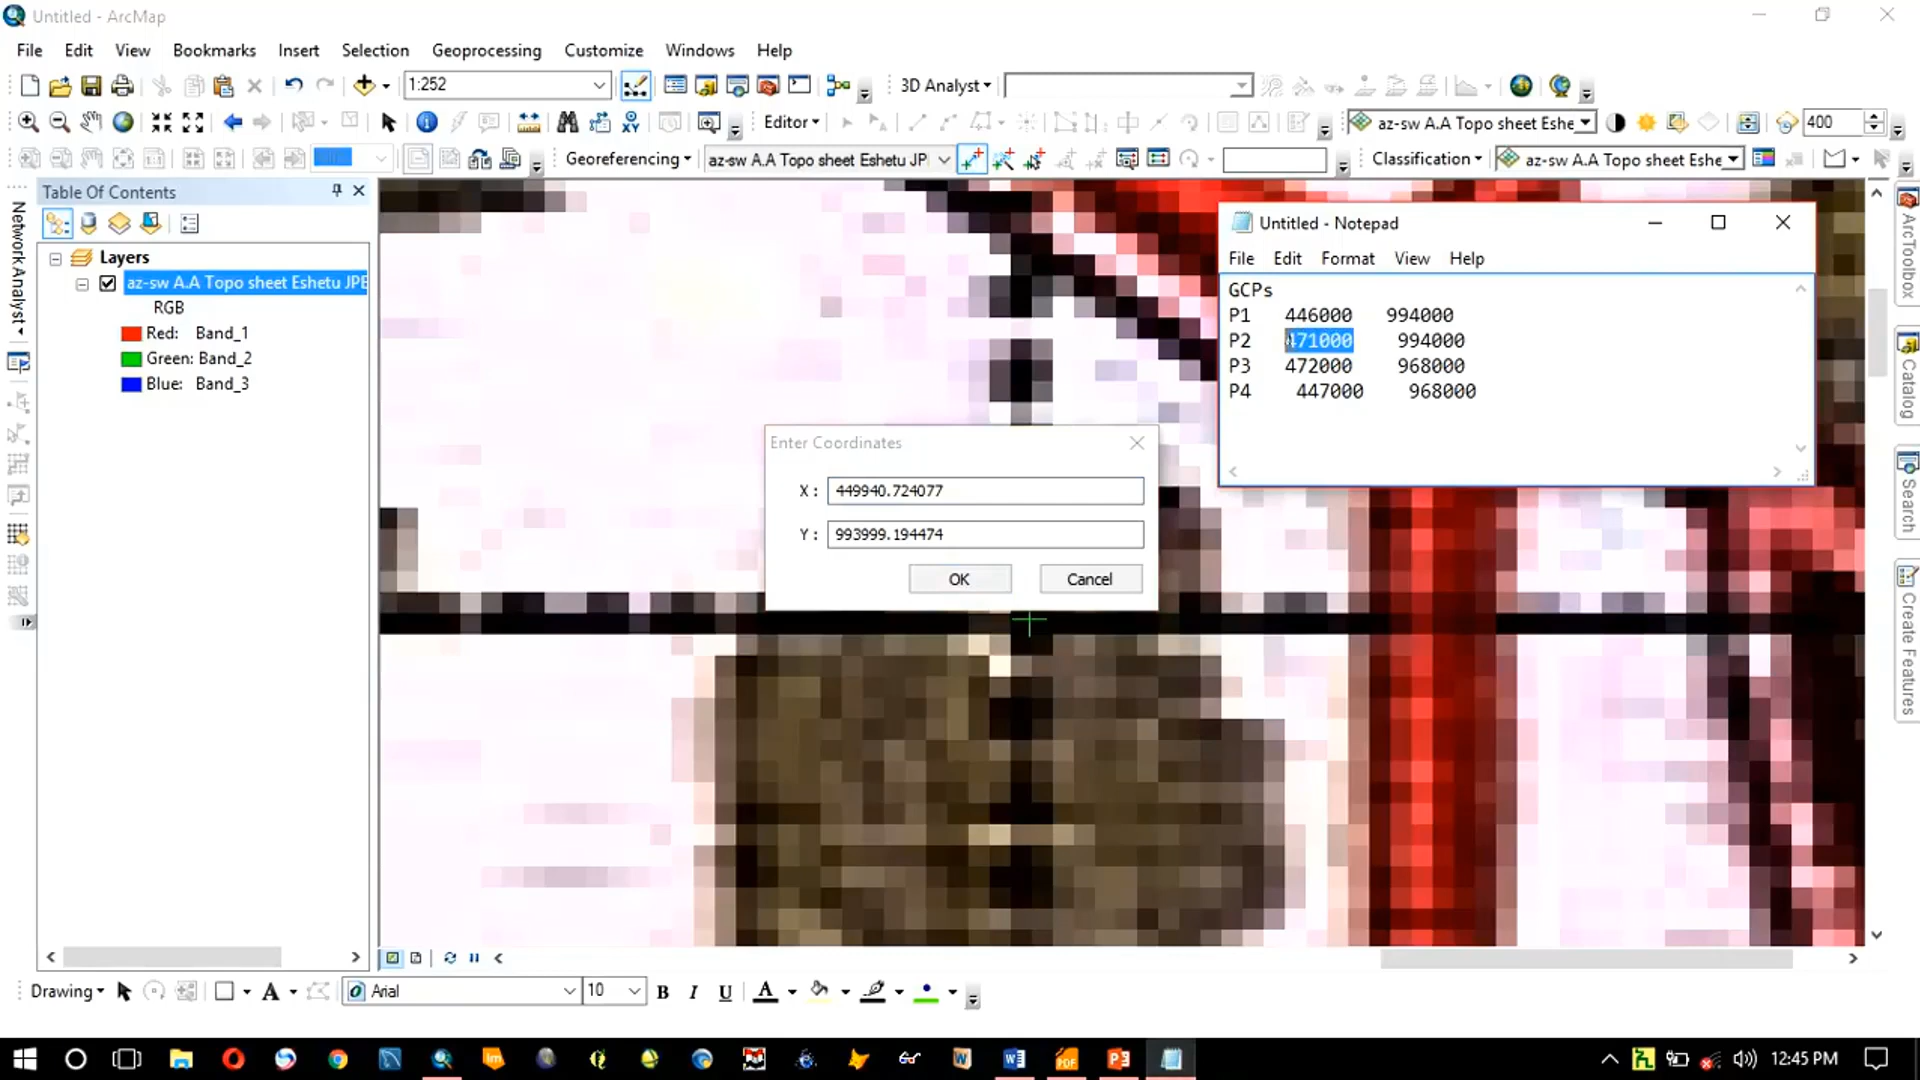 Untitled - ArcMap
File Edit View Bookmarks Insert Selection Geoprocessing Customize Windows Help
1:252 3D Analyst
Editor az-sw A.A Topo sheet Eshe 400
Georeferencing az-sw A.A Topo sheet Eshetu JP Classification az-sw A.A Topo sheet Eshe
Table Of Contents
Layers
az-sw A.A Topo sheet Eshetu JPE
RGB
Red: Band_1
Green: Band_2
Blue: Band_3
Network Analyst
Untitled - Notepad
File Edit Format View Help
GCPs
P1 446000 994000
P2 471000 994000
P3 472000 968000
P4 447000 968000
Enter Coordinates
X: 449940.724077
Y: 993999.194474
OK Cancel
ArcToolbox
Catalog
Search
Create Features
Drawing A Arial 10 B I U A
12:45 PM